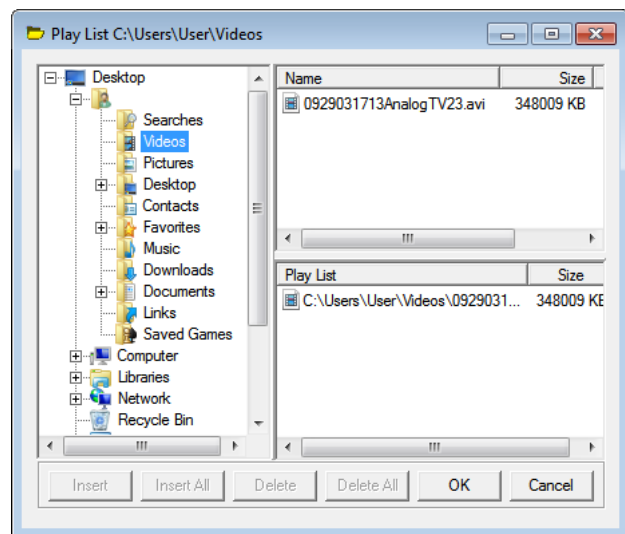 Play List C:\Users\User\Videos
Desktop
Searches
Videos
Pictures
Desktop
Contacts
Favorites
Music
Downloads
Documents
Links
Saved Games
Computer
Libraries
Network
Recycle Bin
Name Size
0929031713AnalogTV23.avi 348009 KB
Play List Size
C:\Users\User\Videos\0929031... 348009 KB
Insert Insert All Delete Delete All OK Cancel